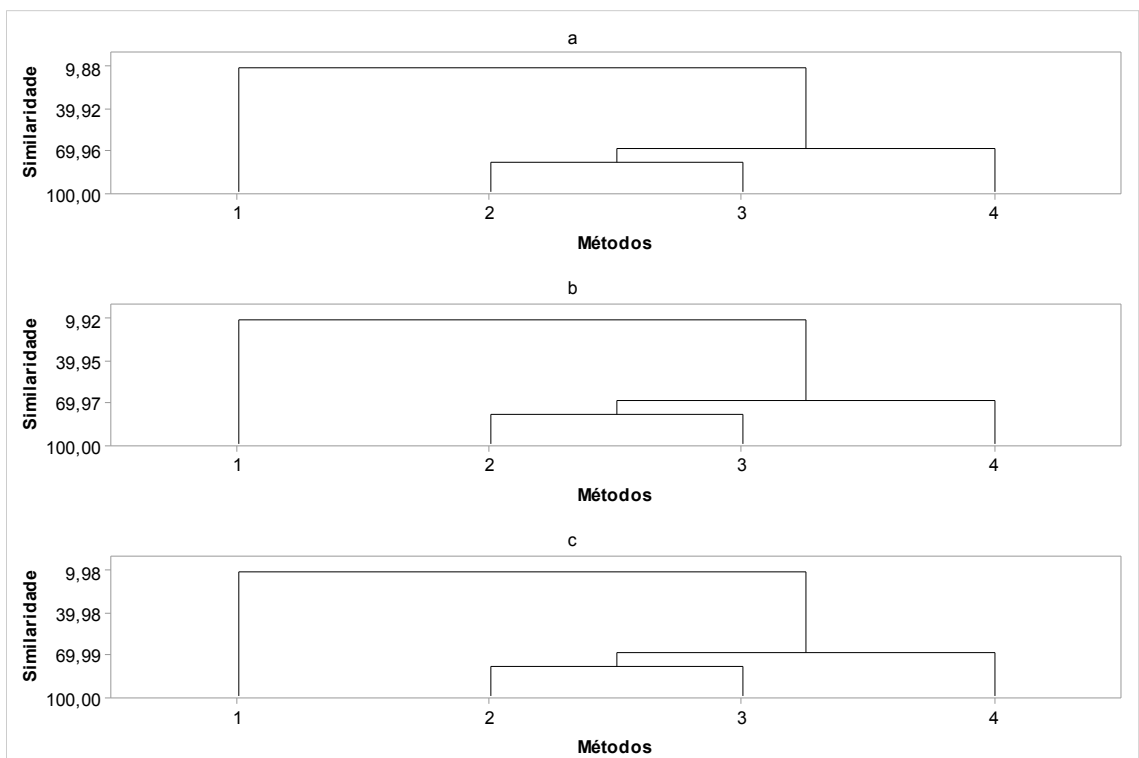 a
Similaridade
9,88
39,92
69,96
100,00
1 2 3 4
Métodos
b
Similaridade
9,92
39,95
69,97
100,00
1 2 3 4
Métodos
c
Similaridade
9,98
39,98
69,99
100,00
1 2 3 4
Métodos